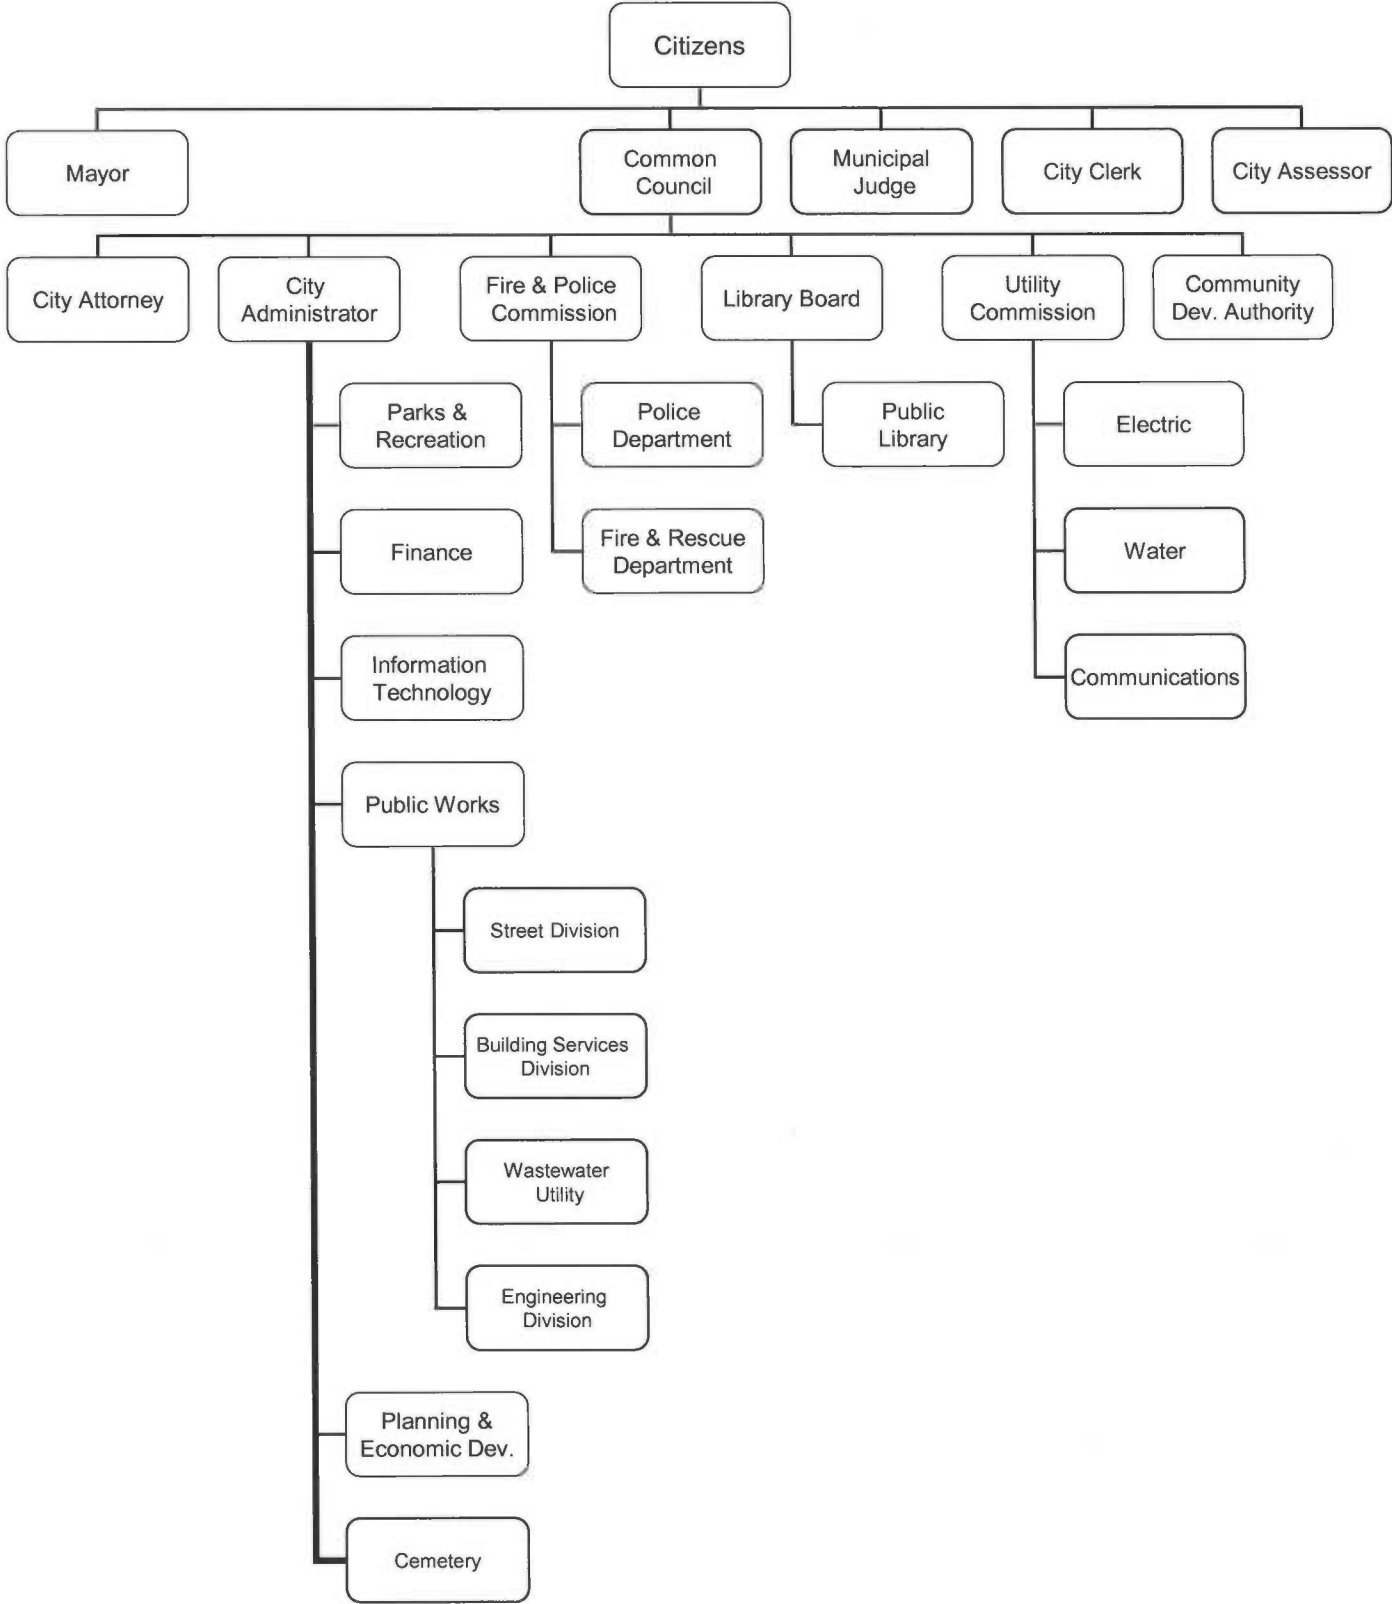 Citizens
Mayor
Common
Council
Municipal
Judge
City Clerk
City Assessor
City Attorney
City
Administrator
Fire & Police
Commission
Library Board
Utility
Commission
Community
Dev. Authority
Parks &
Recreation
Police
Department
Public
Library
Electric
Finance
Fire & Rescue
Department
Water
Information
Technology
Communications
Public Works
Street Division
Building Services
Division
Wastewater
Utility
Engineering
Division
Planning &
Economic Dev.
Cemetery